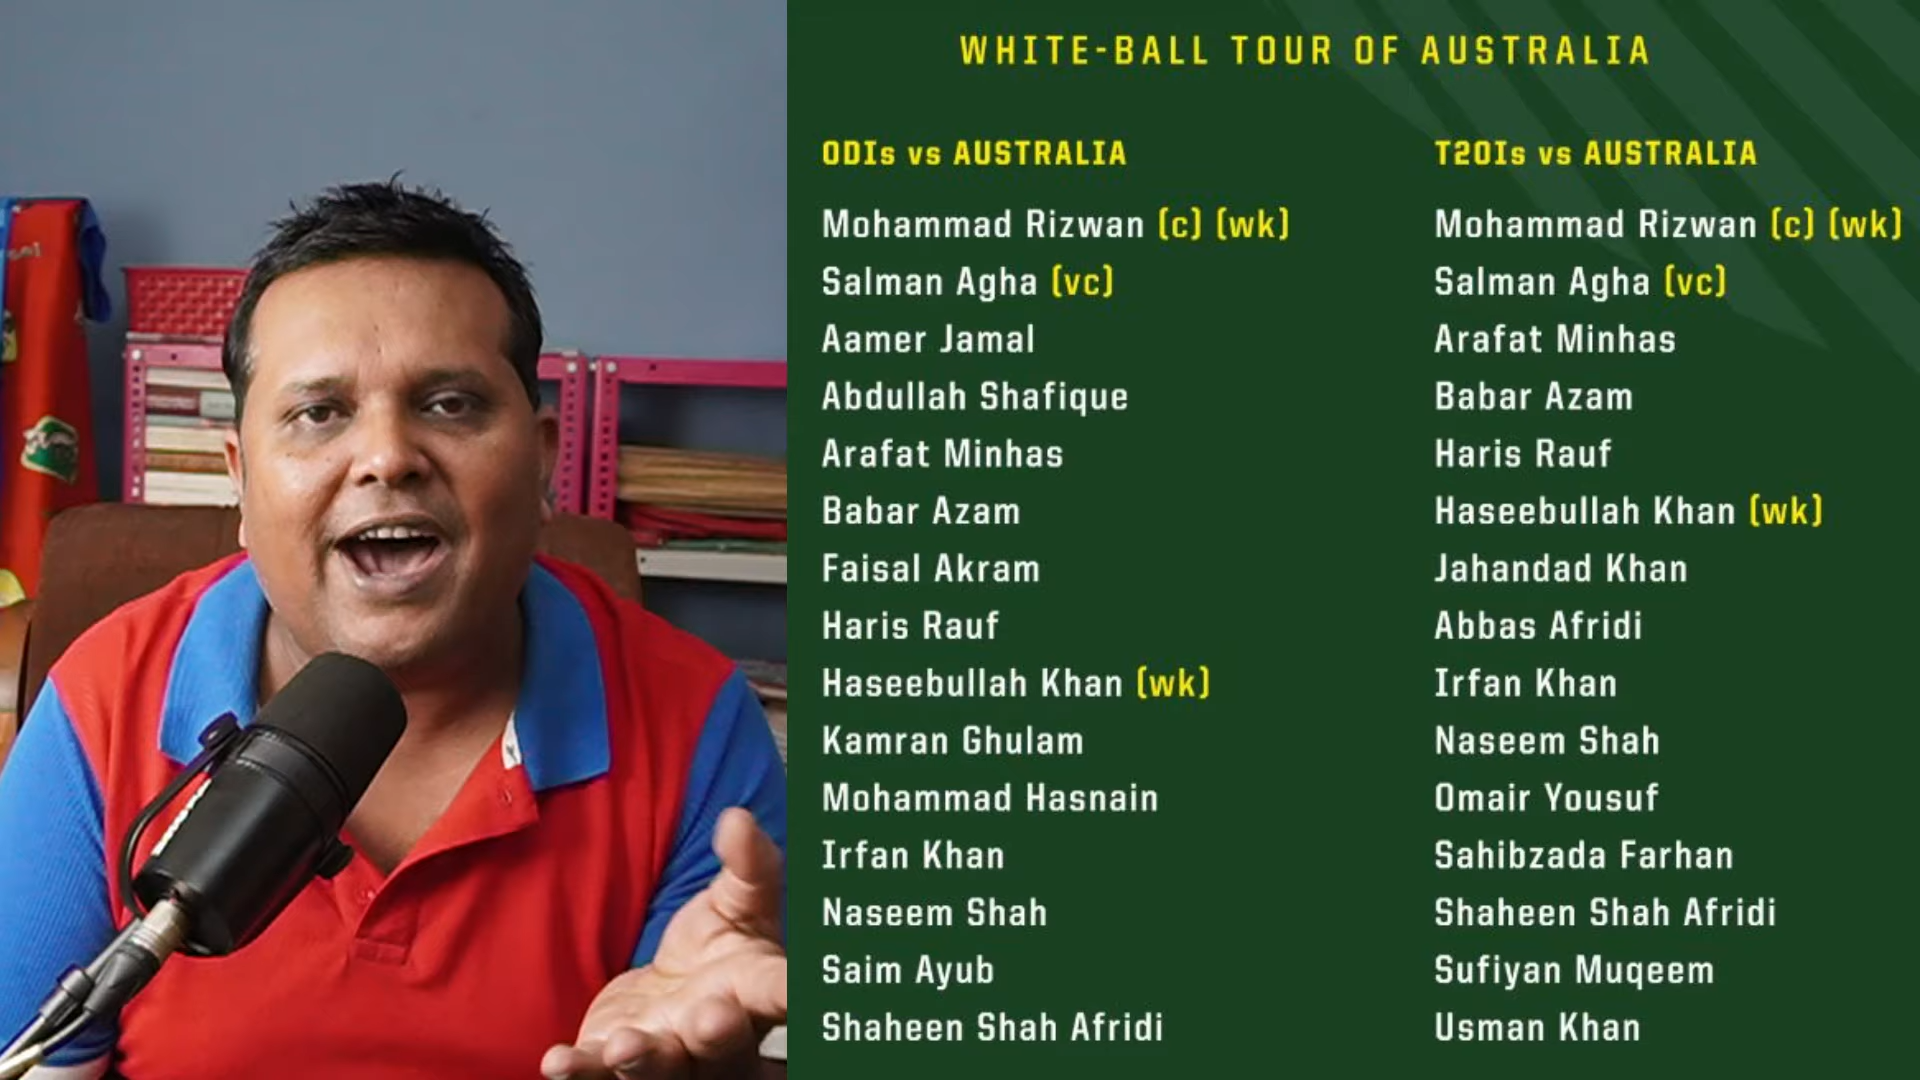 WHITE-BALL TOUR OF AUSTRALIA
ODIs vs AUSTRALIA
Mohammad Rizwan (c) (wk)
Salman Agha (vc)
Aamer Jamal
Abdullah Shafique
Arafat Minhas
Babar Azam
Faisal Akram
Haris Rauf
Haseebullah Khan (wk)
Kamran Ghulam
Mohammad Hasnain
Irfan Khan
Naseem Shah
Saim Ayub
Shaheen Shah Afridi
T20Is vs AUSTRALIA
Mohammad Rizwan (c) (wk)
Salman Agha (vc)
Arafat Minhas
Babar Azam
Haris Rauf
Haseebullah Khan (wk)
Jahandad Khan
Abbas Afridi
Irfan Khan
Naseem Shah
Omair Yousuf
Sahibzada Farhan
Shaheen Shah Afridi
Sufiyan Muqeem
Usman Khan